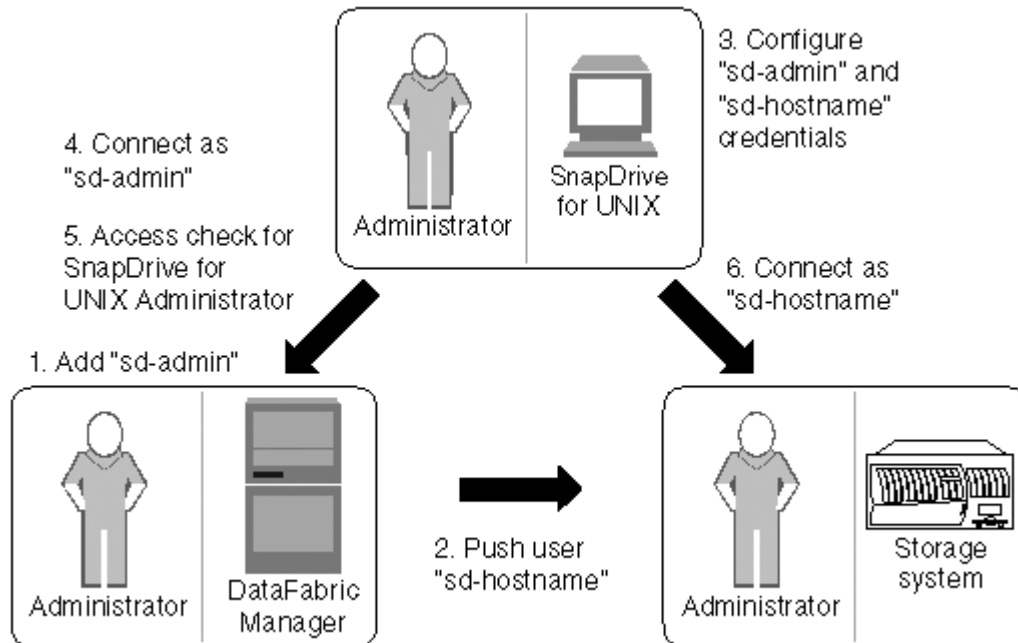 3. Configure
"sd-admin" and
"sd-hostname"
credentials
4. Connect as
"sd-admin"
SnapDrive
for UNIX
Administrator
5. Access check for
SnapDrive for
UNIX Administrator
6. Connect as
"sd-hostname"
1. Add "sd-admin"
2. Push user
"sd-hostname"
Administrator
DataFabric
Manager
Administrator
Storage
system